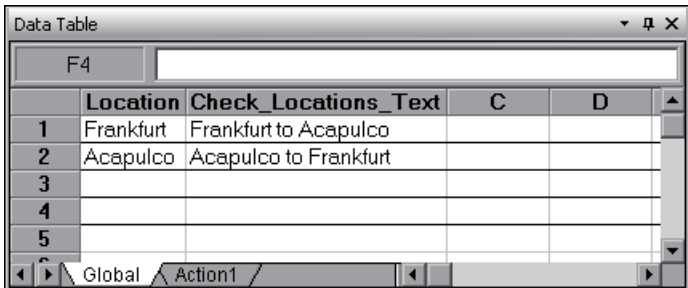 Data Table
F4
Location Check_Locations_Text C D
1 Frankfurt Frankfurt to Acapulco
2 Acapulco Acapulco to Frankfurt
3
4
5
Global Action1